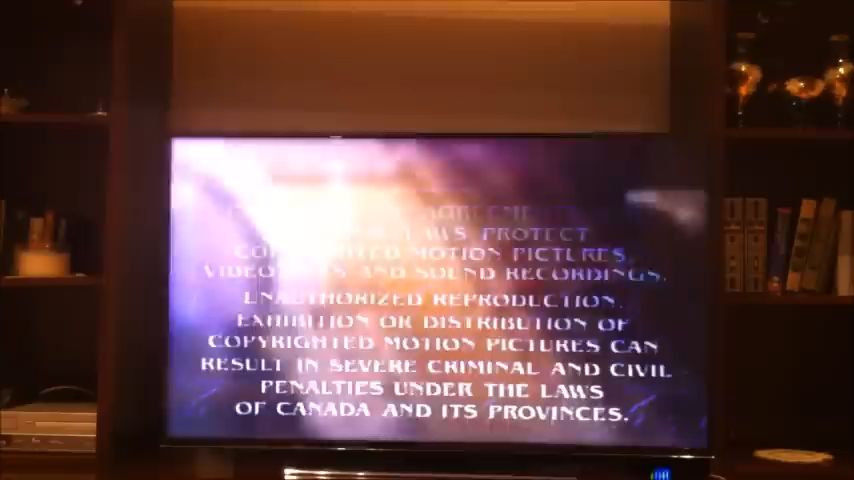 LAWS PROTECT
MOTION PICTURES,
AND SOUND RECORDINGS.
UNAUTHORIZED REPRODUCTION,
EXHIBITION OR DISTRIBUTION OF
COPYRIGHTED MOTION PICTURES CAN
RESULT IN SEVERE CRIMINAL AND CIVIL
PENALTIES UNDER THE LAWS
OF CANADA AND ITS PROVINCES.